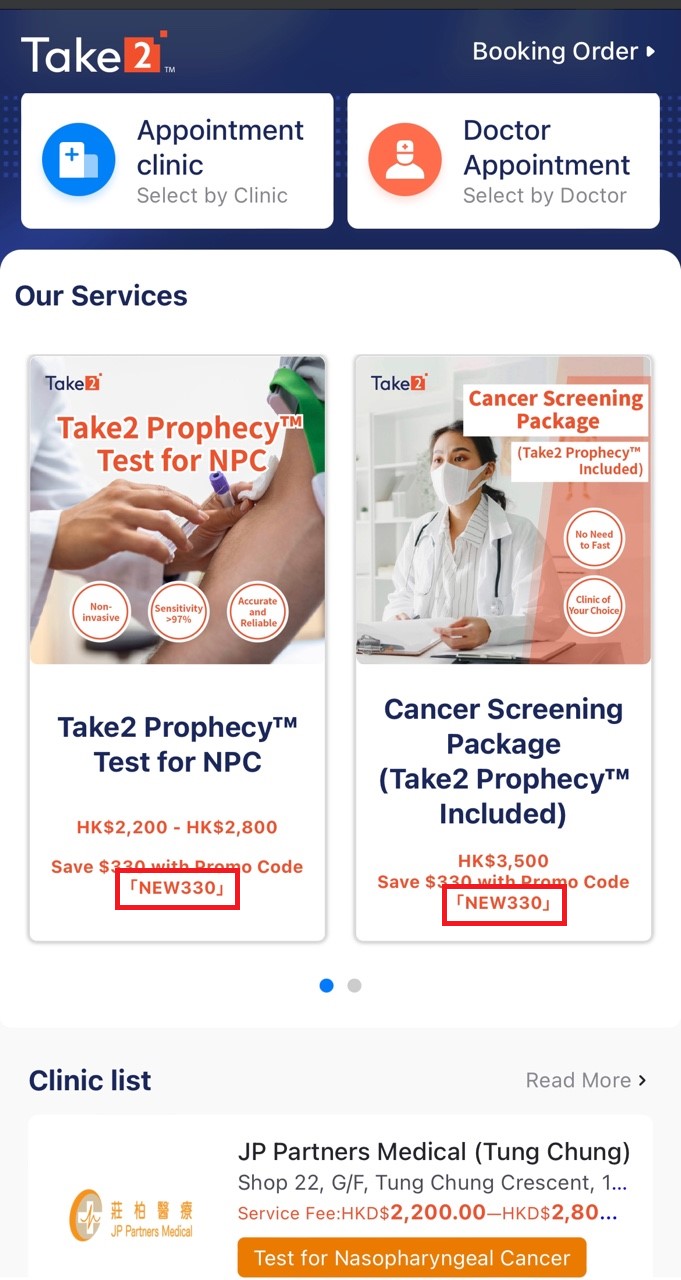 Take2™
Booking Order
Appointment
clinic
Select by Clinic
Doctor
Appointment
Select by Doctor
Our Services
Take2
Take2 Prophecy™
Test for NPC
Non-
invasive
Sensitivity
>97%
Accurate
and
Reliable
Take2 Prophecy™
Test for NPC
HK$2,200 - HK$2,800
Save $330 with Promo Code
「NEW330」
Take2
Cancer Screening
Package
(Take2 Prophecy™
Included)
No Need
to Fast
Clinic of
Your Choice
Cancer Screening
Package
(Take2 Prophecy™
Included)
HK$3,500
Save $330 with Promo Code
「NEW330」
Clinic list
Read More
莊柏醫療
JP Partners Medical
JP Partners Medical (Tung Chung)
Shop 22, G/F, Tung Chung Crescent, 1...
Service Fee:HKD$2,200.00—HKD$2,80...
Test for Nasopharyngeal Cancer